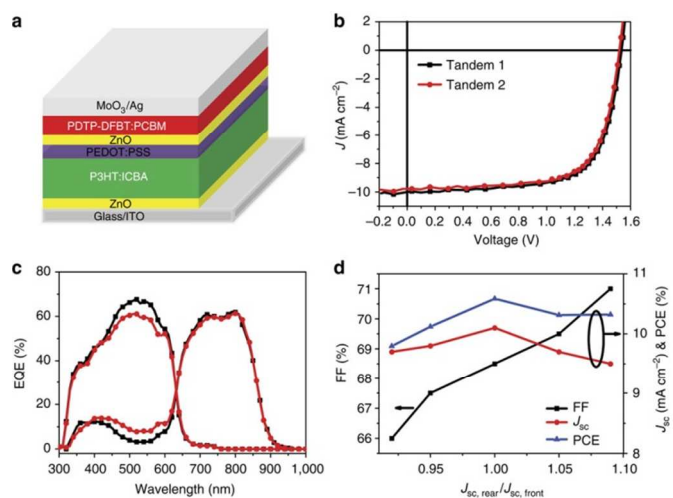 a
MoO3/Ag
PDTP-DFBT:PCBM
ZnO
PEDOT:PSS
P3HT:ICBA
ZnO
Glass/ITO
b
2
0
−2
−4
−6
−8
−10
J (mA cm−2)
Tandem 1
Tandem 2
−0.2 0.0 0.2 0.4 0.6 0.8 1.0 1.2 1.4 1.6
Voltage (V)
c
80
60
40
20
0
EQE (%)
300 400 500 600 700 800 900 1,000
Wavelength (nm)
d
71
70
69
68
67
66
FF (%)
11
10
9
8
Jsc (mA cm−2) & PCE (%)
FF
Jsc
PCE
0.95 1.00 1.05 1.10
Jsc, rear/Jsc, front